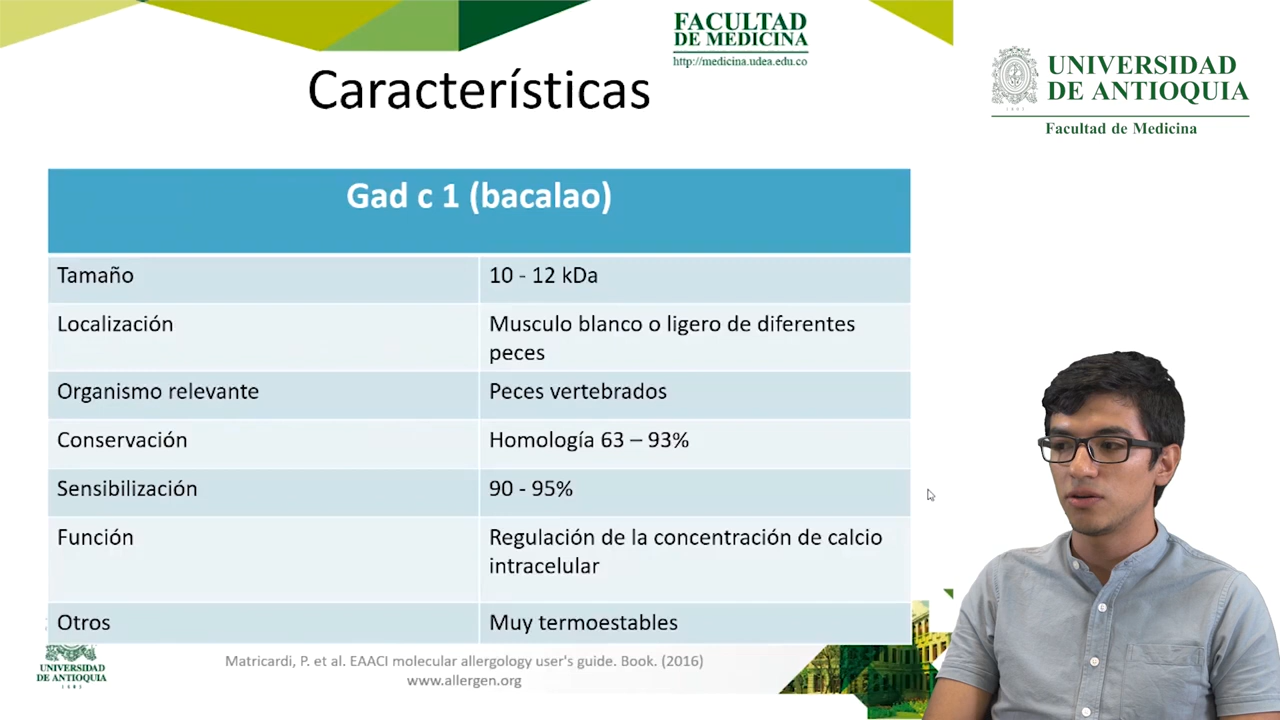 FACULTAD
DE MEDICINA
http://medicina.udea.edu.co
UNIVERSIDAD
DE ANTIOQUIA
Facultad de Medicina
Características
Gad c 1 (bacalao)
Tamaño
10 - 12 kDa
Localización
Musculo blanco o ligero de diferentes
peces
Organismo relevante
Peces vertebrados
Conservación
Homología 63 – 93%
Sensibilización
90 - 95%
Función
Regulación de la concentración de calcio
intracelular
Otros
Muy termoestables
UNIVERSIDAD
DE ANTIOQUIA
1803
Matricardi, P. et al. EAACI molecular allergology user's guide. Book. (2016)
www.allergen.org